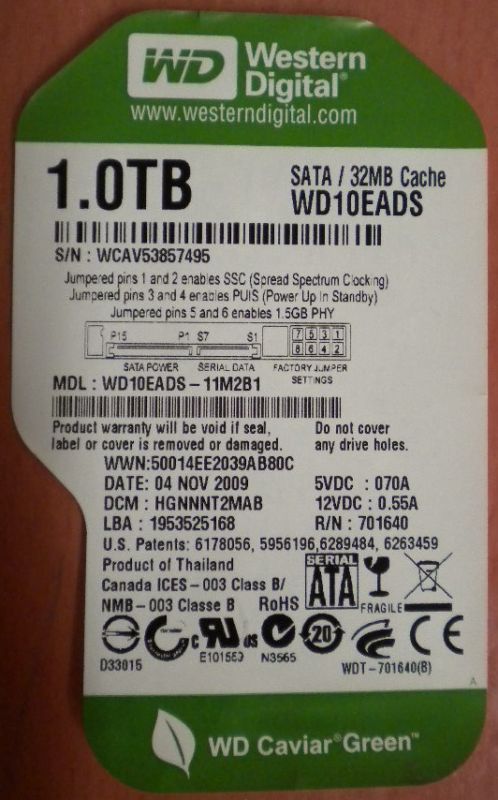 WD Western Digital®
www.westerndigital.com
1.0TB
SATA / 32MB Cache
WD10EADS
S/N : WCAV53857495
Jumpered pins 1 and 2 enables SSC (Spread Spectrum Clocking)
Jumpered pins 3 and 4 enables PUIS (Power Up In Standby)
Jumpered pins 5 and 6 enables 1.5GB PHY
P15 P1 S7 S1 7 5 3 1
8 6 4 2
SATA POWER SERIAL DATA FACTORY JUMPER SETTINGS
MDL : WD10EADS-11M2B1
Product warranty will be void if seal,
label or cover is removed or damaged.
Do not cover
any drive holes.
WWN:50014EE2039AB80C
DATE: 04 NOV 2009 5VDC : 070A
DCM : HGNNNT2MAB 12VDC : 0.55A
LBA : 1953525168 R/N : 701640
U.S. Patents: 6178056, 5956196,6289484, 6263459
Product of Thailand
Canada ICES-003 Class B/
NMB-003 Classe B RoHS
SERIAL
ATA
FRAGILE
D33015
c us
N3565
20
CE
WDT-701640(B)
A
WD Caviar® Green™